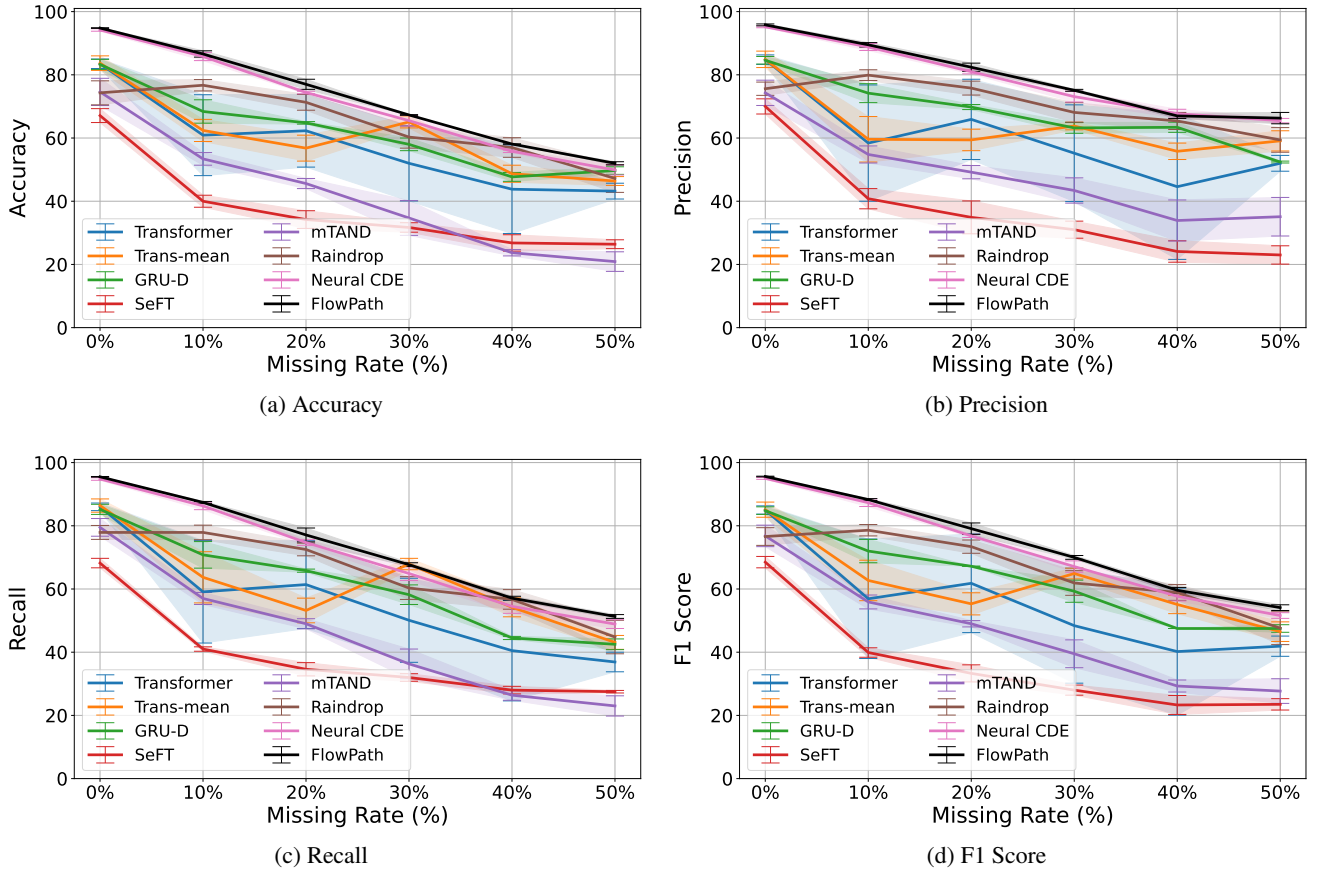 100
80
60
40
20
0
Accuracy
Transformer
Trans-mean
GRU-D
SeFT
mTAND
Raindrop
Neural CDE
FlowPath
0% 10% 20% 30% 40% 50%
Missing Rate (%)
(a) Accuracy
100
80
60
40
20
0
Precision
Transformer
Trans-mean
GRU-D
SeFT
mTAND
Raindrop
Neural CDE
FlowPath
0% 10% 20% 30% 40% 50%
Missing Rate (%)
(b) Precision
100
80
60
40
20
0
Recall
Transformer
Trans-mean
GRU-D
SeFT
mTAND
Raindrop
Neural CDE
FlowPath
0% 10% 20% 30% 40% 50%
Missing Rate (%)
(c) Recall
100
80
60
40
20
0
F1 Score
Transformer
Trans-mean
GRU-D
SeFT
mTAND
Raindrop
Neural CDE
FlowPath
0% 10% 20% 30% 40% 50%
Missing Rate (%)
(d) F1 Score